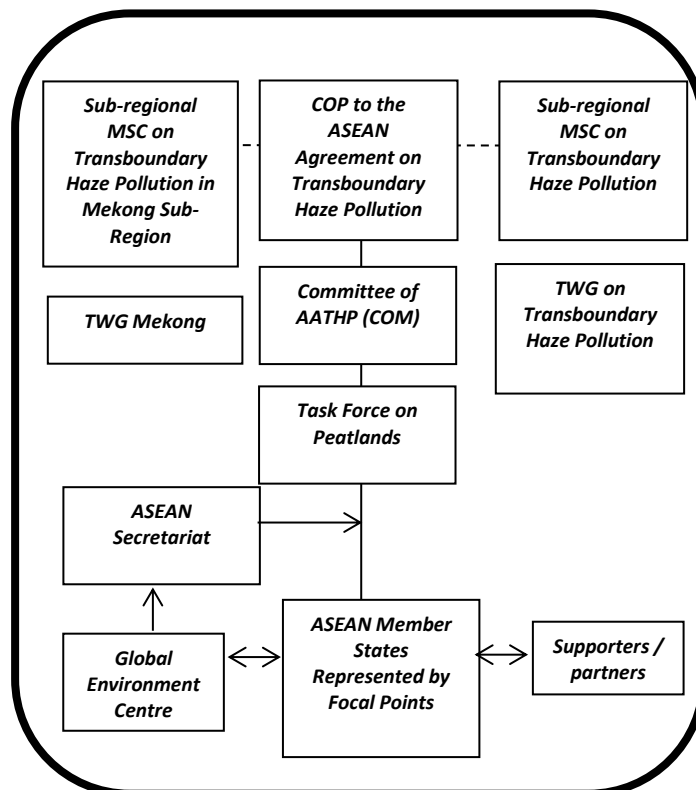 Sub-regional
MSC on
Transboundary
Haze Pollution in
Mekong Sub-
Region
COP to the
ASEAN
Agreement on
Transboundary
Haze Pollution
Sub-regional
MSC on
Transboundary
Haze Pollution
TWG Mekong
Committee of
AATHP (COM)
TWG on
Transboundary
Haze Pollution
Task Force on
Peatlands
ASEAN
Secretariat
Global
Environment
Centre
ASEAN Member
States
Represented by
Focal Points
Supporters /
partners